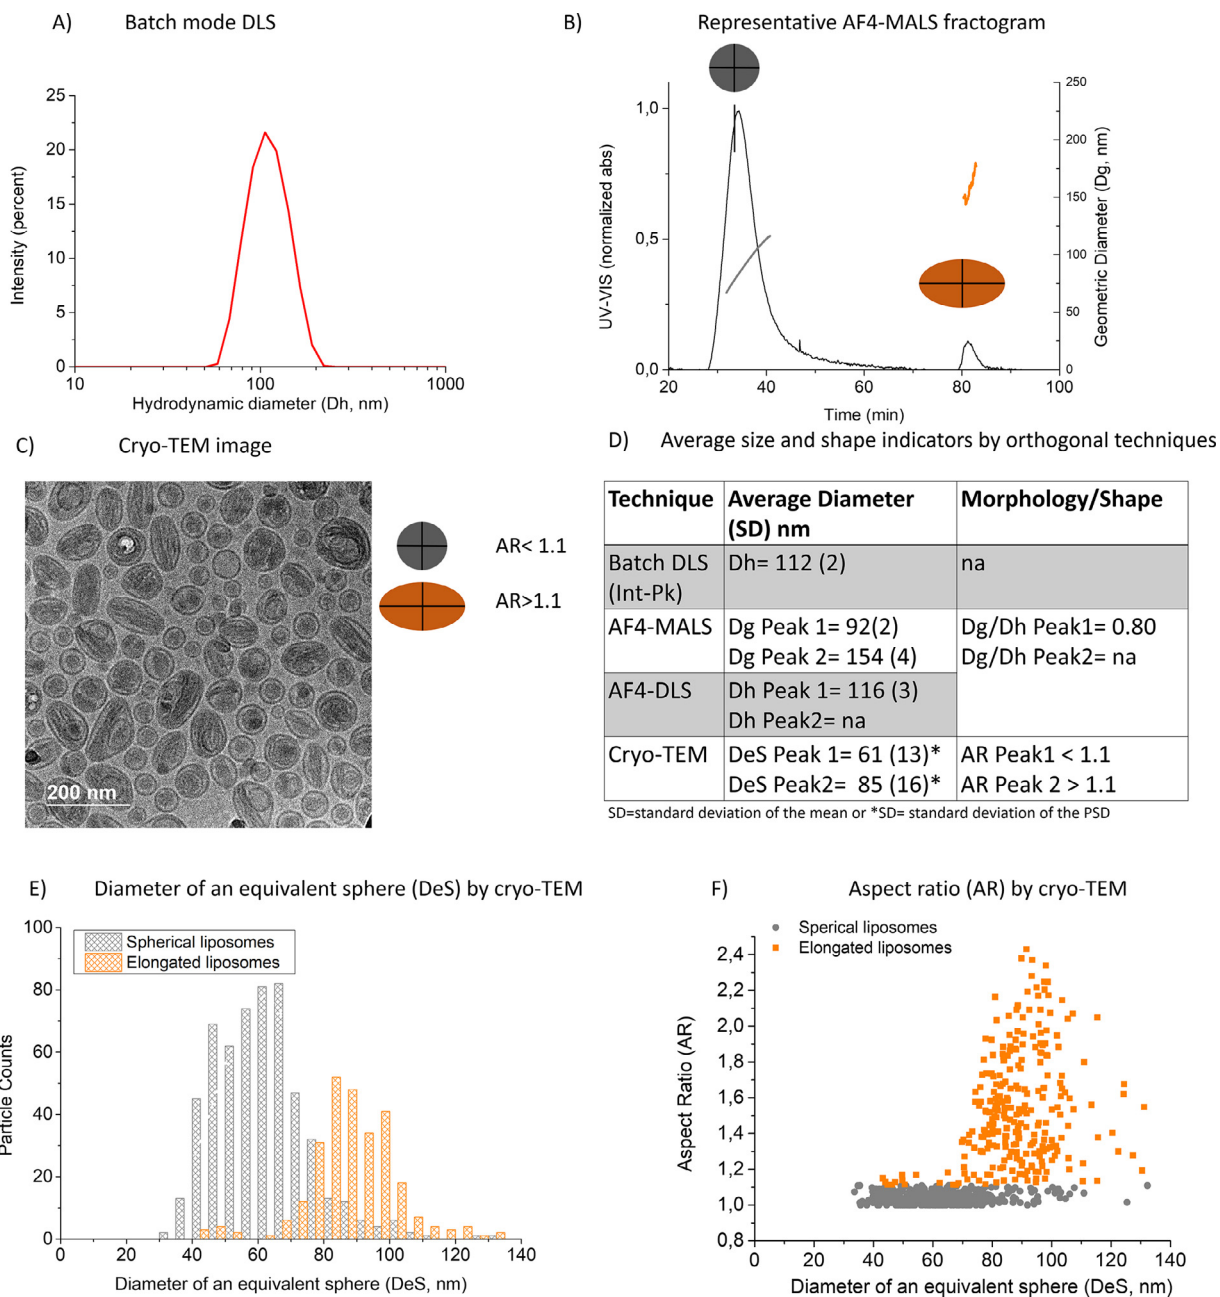 A) Batch mode DLS
25
20
15
10
5
0
10 100 1000
Intensity (percent)
Hydrodynamic diameter (Dh, nm)
B) Representative AF4-MALS fractogram
1,0
0,5
0,0
250
200
150
100
50
0
20 40 60 80 100
UV-VIS (normalized abs)
Geometric Diameter (Dg, nm)
Time (min)
C) Cryo-TEM image
200 nm
AR< 1.1
AR>1.1
D) Average size and shape indicators by orthogonal techniques
Technique Average Diameter Morphology/Shape
(SD) nm
Batch DLS Dh= 112 (2) na
(Int-Pk)
AF4-MALS Dg Peak 1= 92(2) Dg/Dh Peak1= 0.80
Dg Peak 2= 154 (4) Dg/Dh Peak2= na
AF4-DLS Dh Peak 1= 116 (3)
Dh Peak2= na
Cryo-TEM DeS Peak 1= 61 (13)* AR Peak1 < 1.1
DeS Peak2= 85 (16)* AR Peak 2 > 1.1
SD=standard deviation of the mean or *SD= standard deviation of the PSD
E) Diameter of an equivalent sphere (DeS) by cryo-TEM
100
80
60
40
20
0
0 20 40 60 80 100 120 140
Spherical liposomes
Elongated liposomes
Particle Counts
Diameter of an equivalent sphere (DeS, nm)
F) Aspect ratio (AR) by cryo-TEM
Sperical liposomes
Elongated liposomes
2,4
2,2
2,0
1,8
1,6
1,4
1,2
1,0
0,8
0 20 40 60 80 100 120 140
Aspect Ratio (AR)
Diameter of an equivalent sphere (DeS, nm)